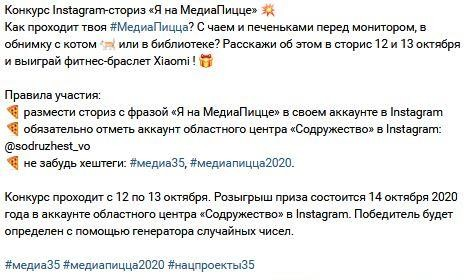 Конкурс Instagram-сториз «Я на МедиаПицце» 💥
Как проходит твоя #МедиаПицца? С чаем и печеньками перед монитором, в
обнимку с котом 🐈 или в библиотеке? Расскажи об этом в сторис 12 и 13 октября
и выиграй фитнес-браслет Xiaomi ! 🎁
Правила участия:
🍕 размести сториз с фразой «Я на МедиаПицце» в своем аккаунте в Instagram
🍕 обязательно отметь аккаунт областного центра «Содружество» в Instagram:
@sodruzhest_vo
🍕 не забудь хештеги: #медиа35, #медиапицца2020.
Конкурс проходит с 12 по 13 октября. Розыгрыш приза состоится 14 октября 2020
года в аккаунте областного центра «Содружество» в Instagram. Победитель будет
определен с помощью генератора случайных чисел.
#медиа35 #медиапицца2020 #нацпроекты35